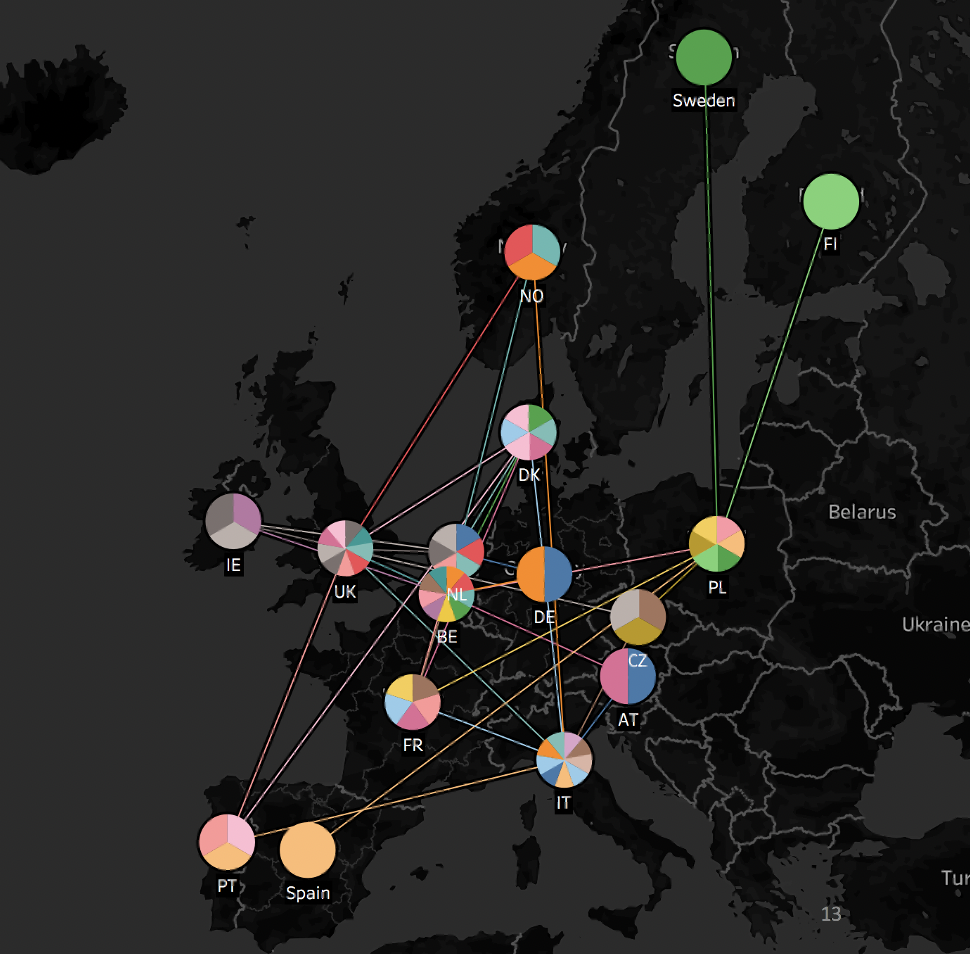 Sweden
FI
NO
DK
Belarus
IE
UK
NL
DE
PL
BE
Ukraine
CZ
AT
FR
IT
PT
Spain
13